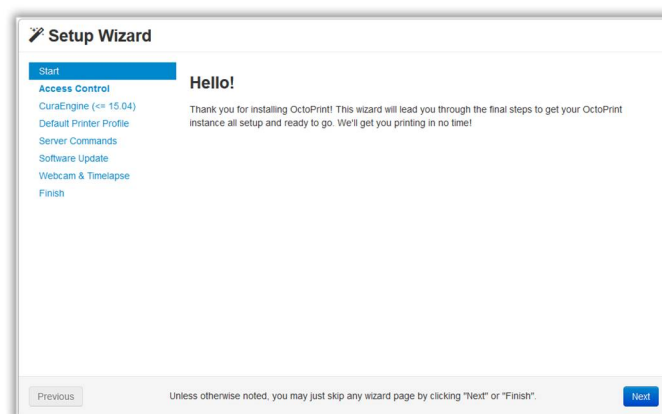 Setup Wizard
Start
Access Control
CuraEngine (<= 15.04)
Default Printer Profile
Server Commands
Software Update
Webcam & Timelapse
Finish
Hello!
Thank you for installing OctoPrint! This wizard will lead you through the final steps to get your OctoPrint
instance all setup and ready to go. We'll get you printing in no time!
Previous
Unless otherwise noted, you may just skip any wizard page by clicking "Next" or "Finish".
Next